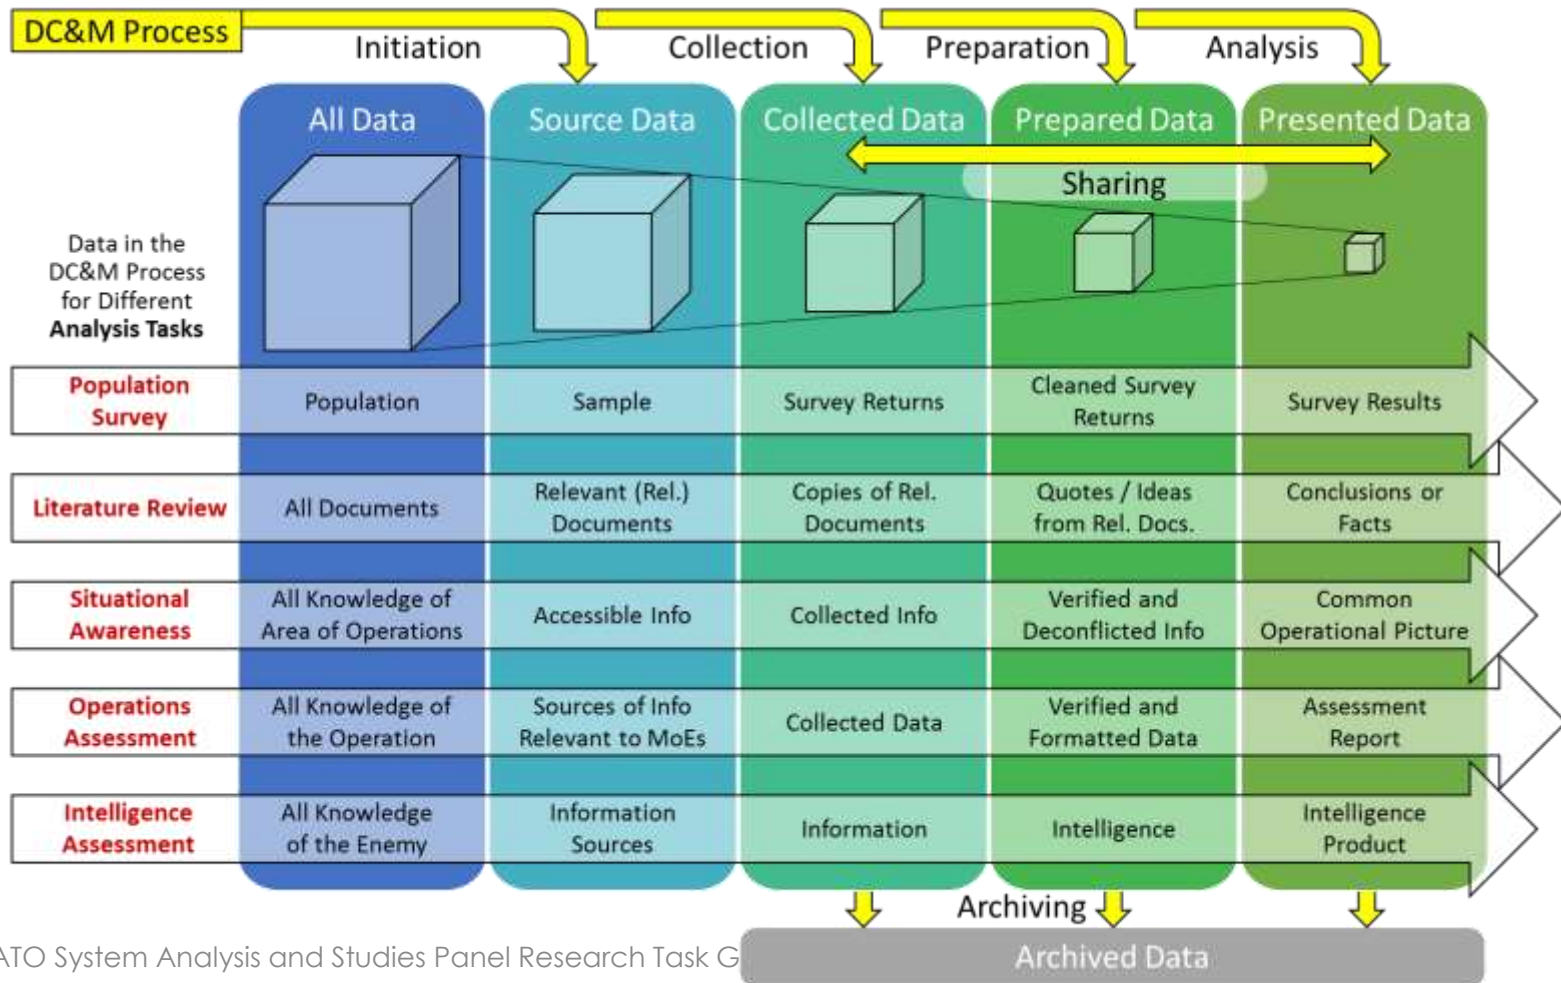 DC&M Process
Initiation
Collection
Preparation
Analysis
All Data
Source Data
Collected Data
Prepared Data
Presented Data
Sharing
Data in the
DC&M Process
for Different
Analysis Tasks
Population
Survey
Population
Sample
Survey Returns
Cleaned Survey
Returns
Survey Results
Literature Review
All Documents
Relevant (Rel.)
Documents
Copies of Rel.
Documents
Quotes / Ideas
from Rel. Docs.
Conclusions or
Facts
Situational
Awareness
All Knowledge of
Area of Operations
Accessible Info
Collected Info
Verified and
Deconflicted Info
Common
Operational Picture
Operations
Assessment
All Knowledge of
the Operation
Sources of Info
Relevant to MoEs
Collected Data
Verified and
Formatted Data
Assessment
Report
Intelligence
Assessment
All Knowledge
of the Enemy
Information
Sources
Information
Intelligence
Intelligence
Product
Archiving
ATO System Analysis and Studies Panel Research Task G
Archived Data